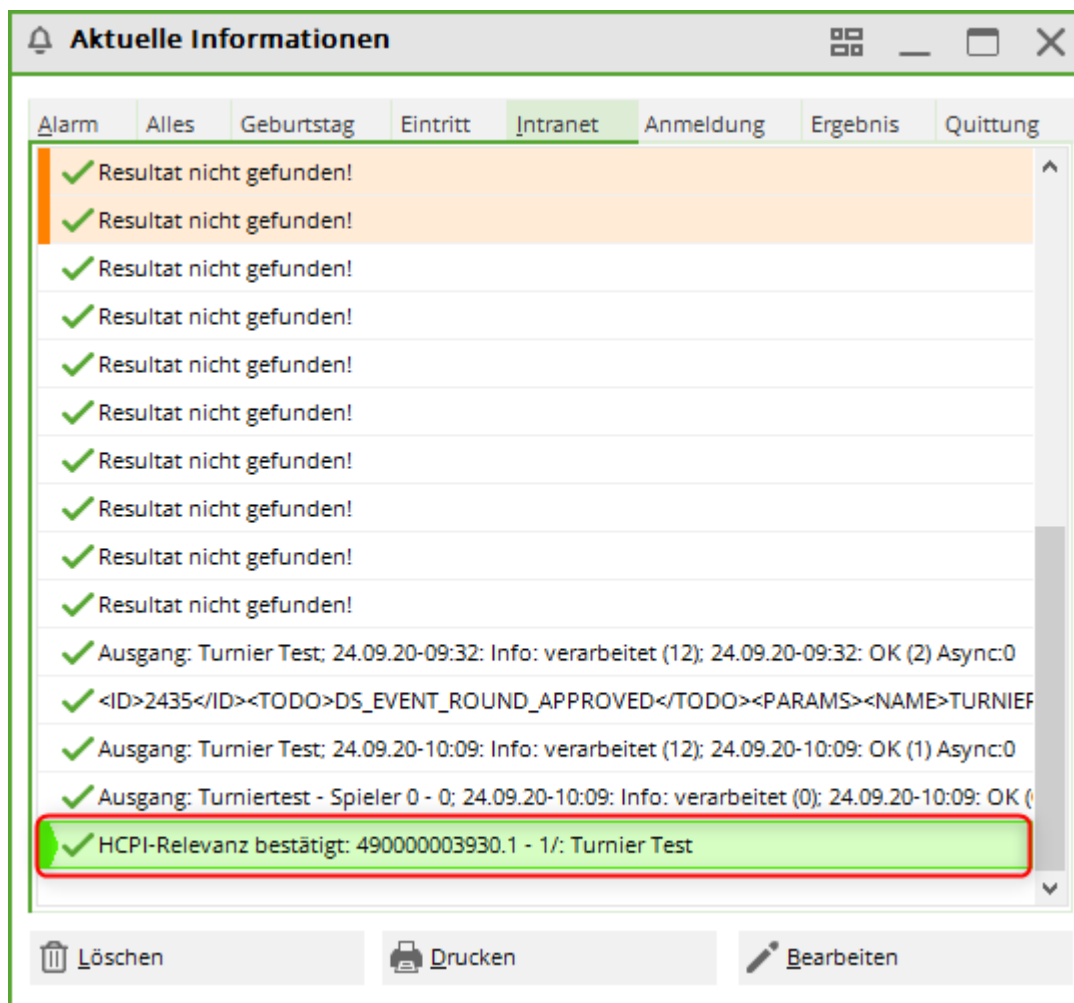 Aktuelle Informationen
Alarm Alles Geburtstag Eintritt Intranet Anmeldung Ergebnis Quittung
Resultat nicht gefunden!
Resultat nicht gefunden!
Resultat nicht gefunden!
Resultat nicht gefunden!
Resultat nicht gefunden!
Resultat nicht gefunden!
Resultat nicht gefunden!
Resultat nicht gefunden!
Resultat nicht gefunden!
Resultat nicht gefunden!
Ausgang: Turnier Test; 24.09.20-09:32: Info: verarbeitet (12); 24.09.20-09:32: OK (2) Async:0
<ID>2435</ID><TODO>DS_EVENT_ROUND_APPROVED</TODO><PARAMS><NAME>TURNIER
Ausgang: Turnier Test; 24.09.20-10:09: Info: verarbeitet (12); 24.09.20-10:09: OK (1) Async:0
Ausgang: Turniertest - Spieler 0 - 0; 24.09.20-10:09: Info: verarbeitet (0); 24.09.20-10:09: OK (
HCPI-Relevanz bestätigt: 490000003930.1 - 1/: Turnier Test
Löschen Drucken Bearbeiten